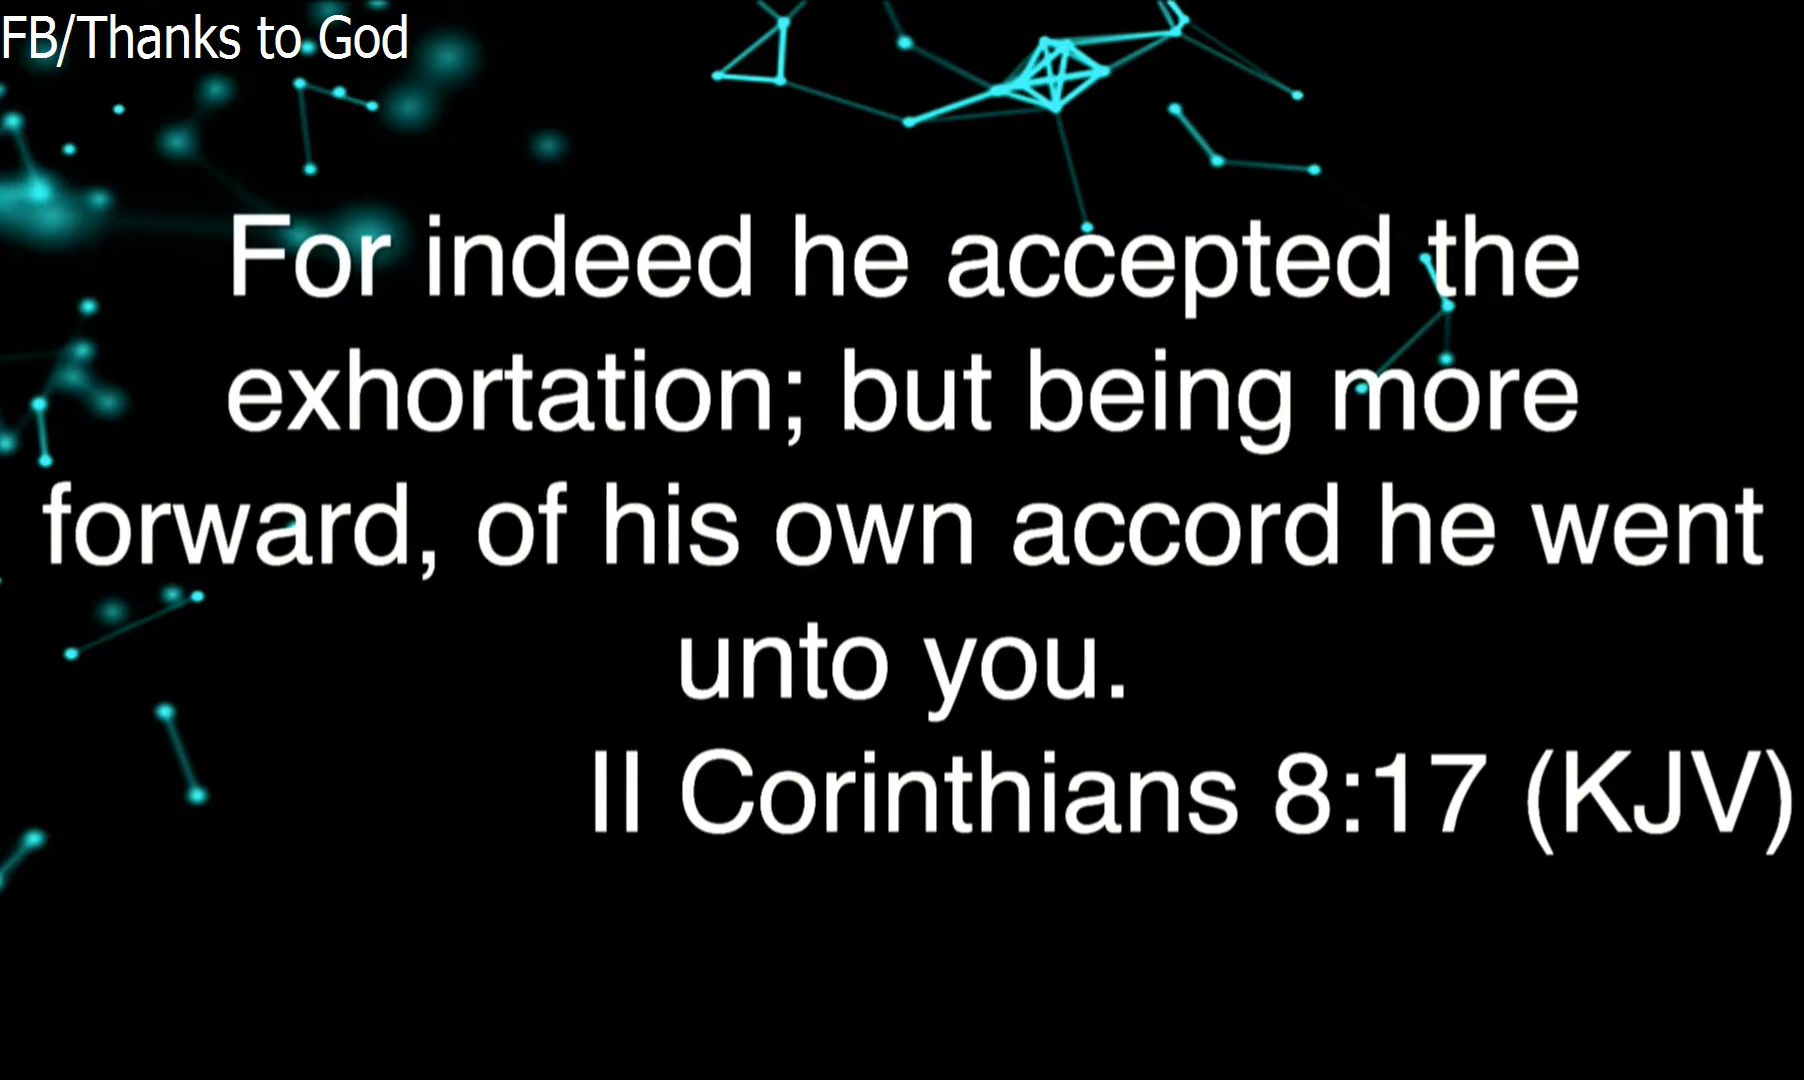 FB/Thanks to God
For indeed he accepted the
exhortation; but being more
forward, of his own accord he went
unto you.
II Corinthians 8:17 (KJV)